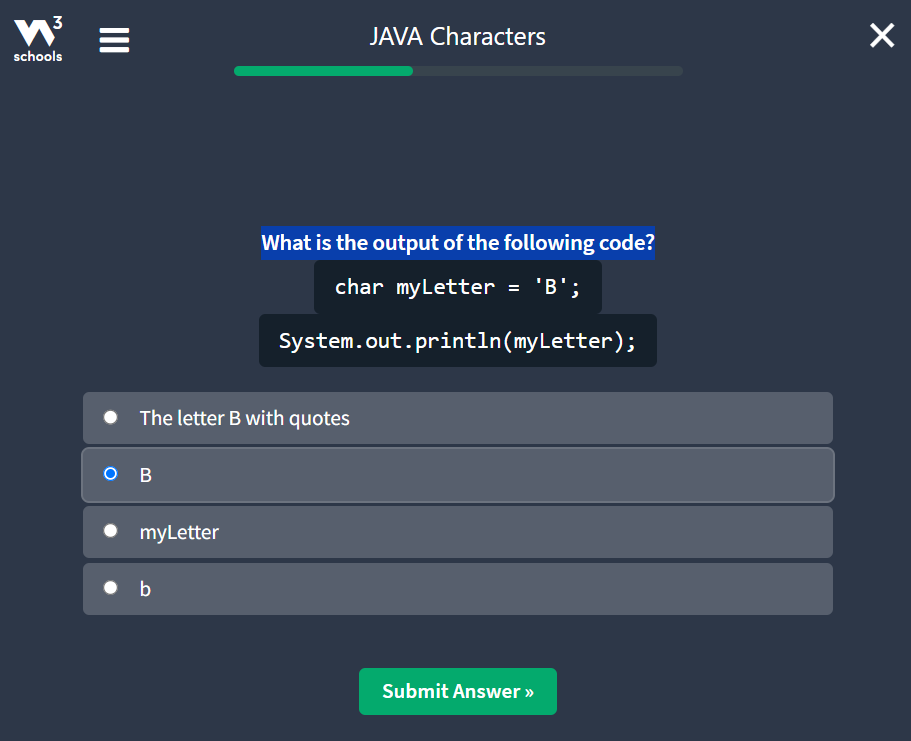 3
schools
JAVA Characters
What is the output of the following code?
char myLetter = 'B';
System.out.println(myLetter);
The letter B with quotes
B
myLetter
b
Submit Answer »